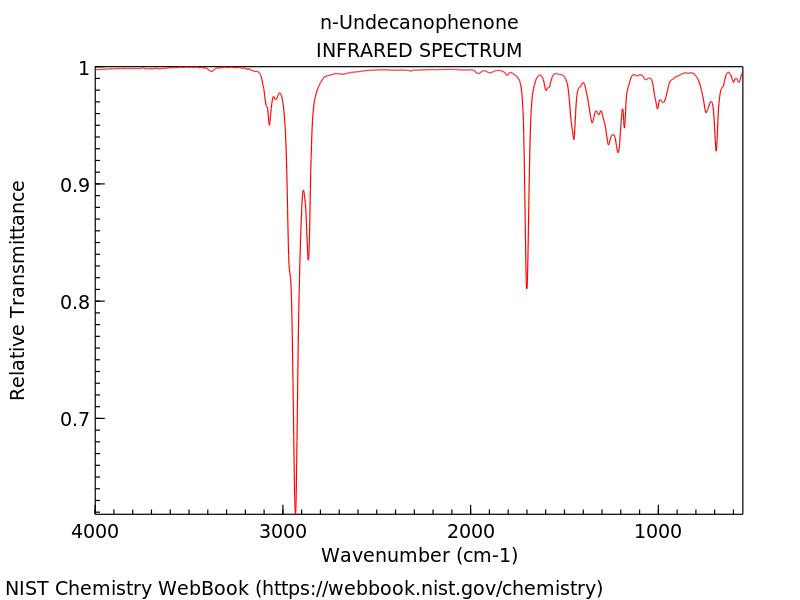 n-Undecanophenone
INFRARED SPECTRUM
1
0.9
0.8
0.7
Relative Transmittance
4000 3000 2000 1000
Wavenumber (cm-1)
NIST Chemistry WebBook (https://webbook.nist.gov/chemistry)